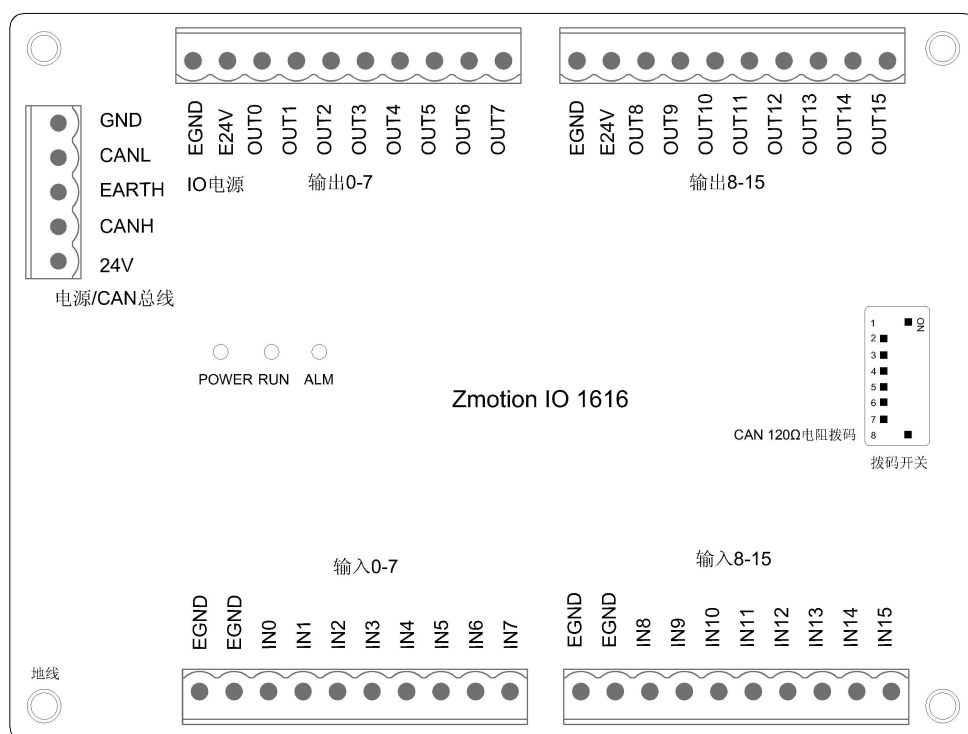 EGND
E24V
OUT0
OUT1
OUT2
OUT3
OUT4
OUT5
OUT6
OUT7
EGND
E24V
OUT8
OUT9
OUT10
OUT11
OUT12
OUT13
OUT14
OUT15
IO电源
输出0-7
输出8-15
GND
CANL
EARTH
CANH
24V
电源/CAN总线
POWER
RUN
ALM
Zmotion IO 1616
1
ON
2
3
4
5
6
7
8
CAN 120Ω电阻拨码
拨码开关
输入0-7
输入8-15
EGND
EGND
IN0
IN1
IN2
IN3
IN4
IN5
IN6
IN7
EGND
EGND
IN8
IN9
IN10
IN11
IN12
IN13
IN14
IN15
地线